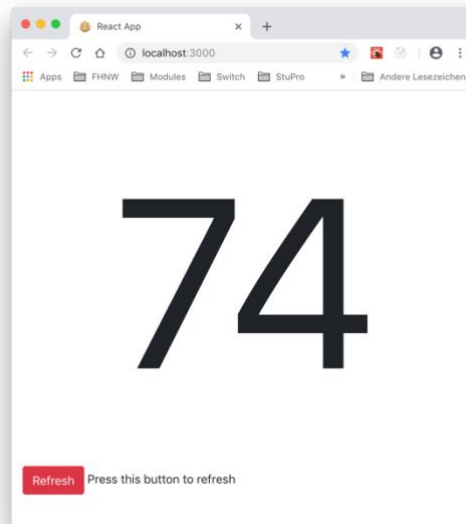 React App
localhost:3000
Apps FHNW Modules Switch StuPro » Andere Lesezeichen
74
Refresh Press this button to refresh